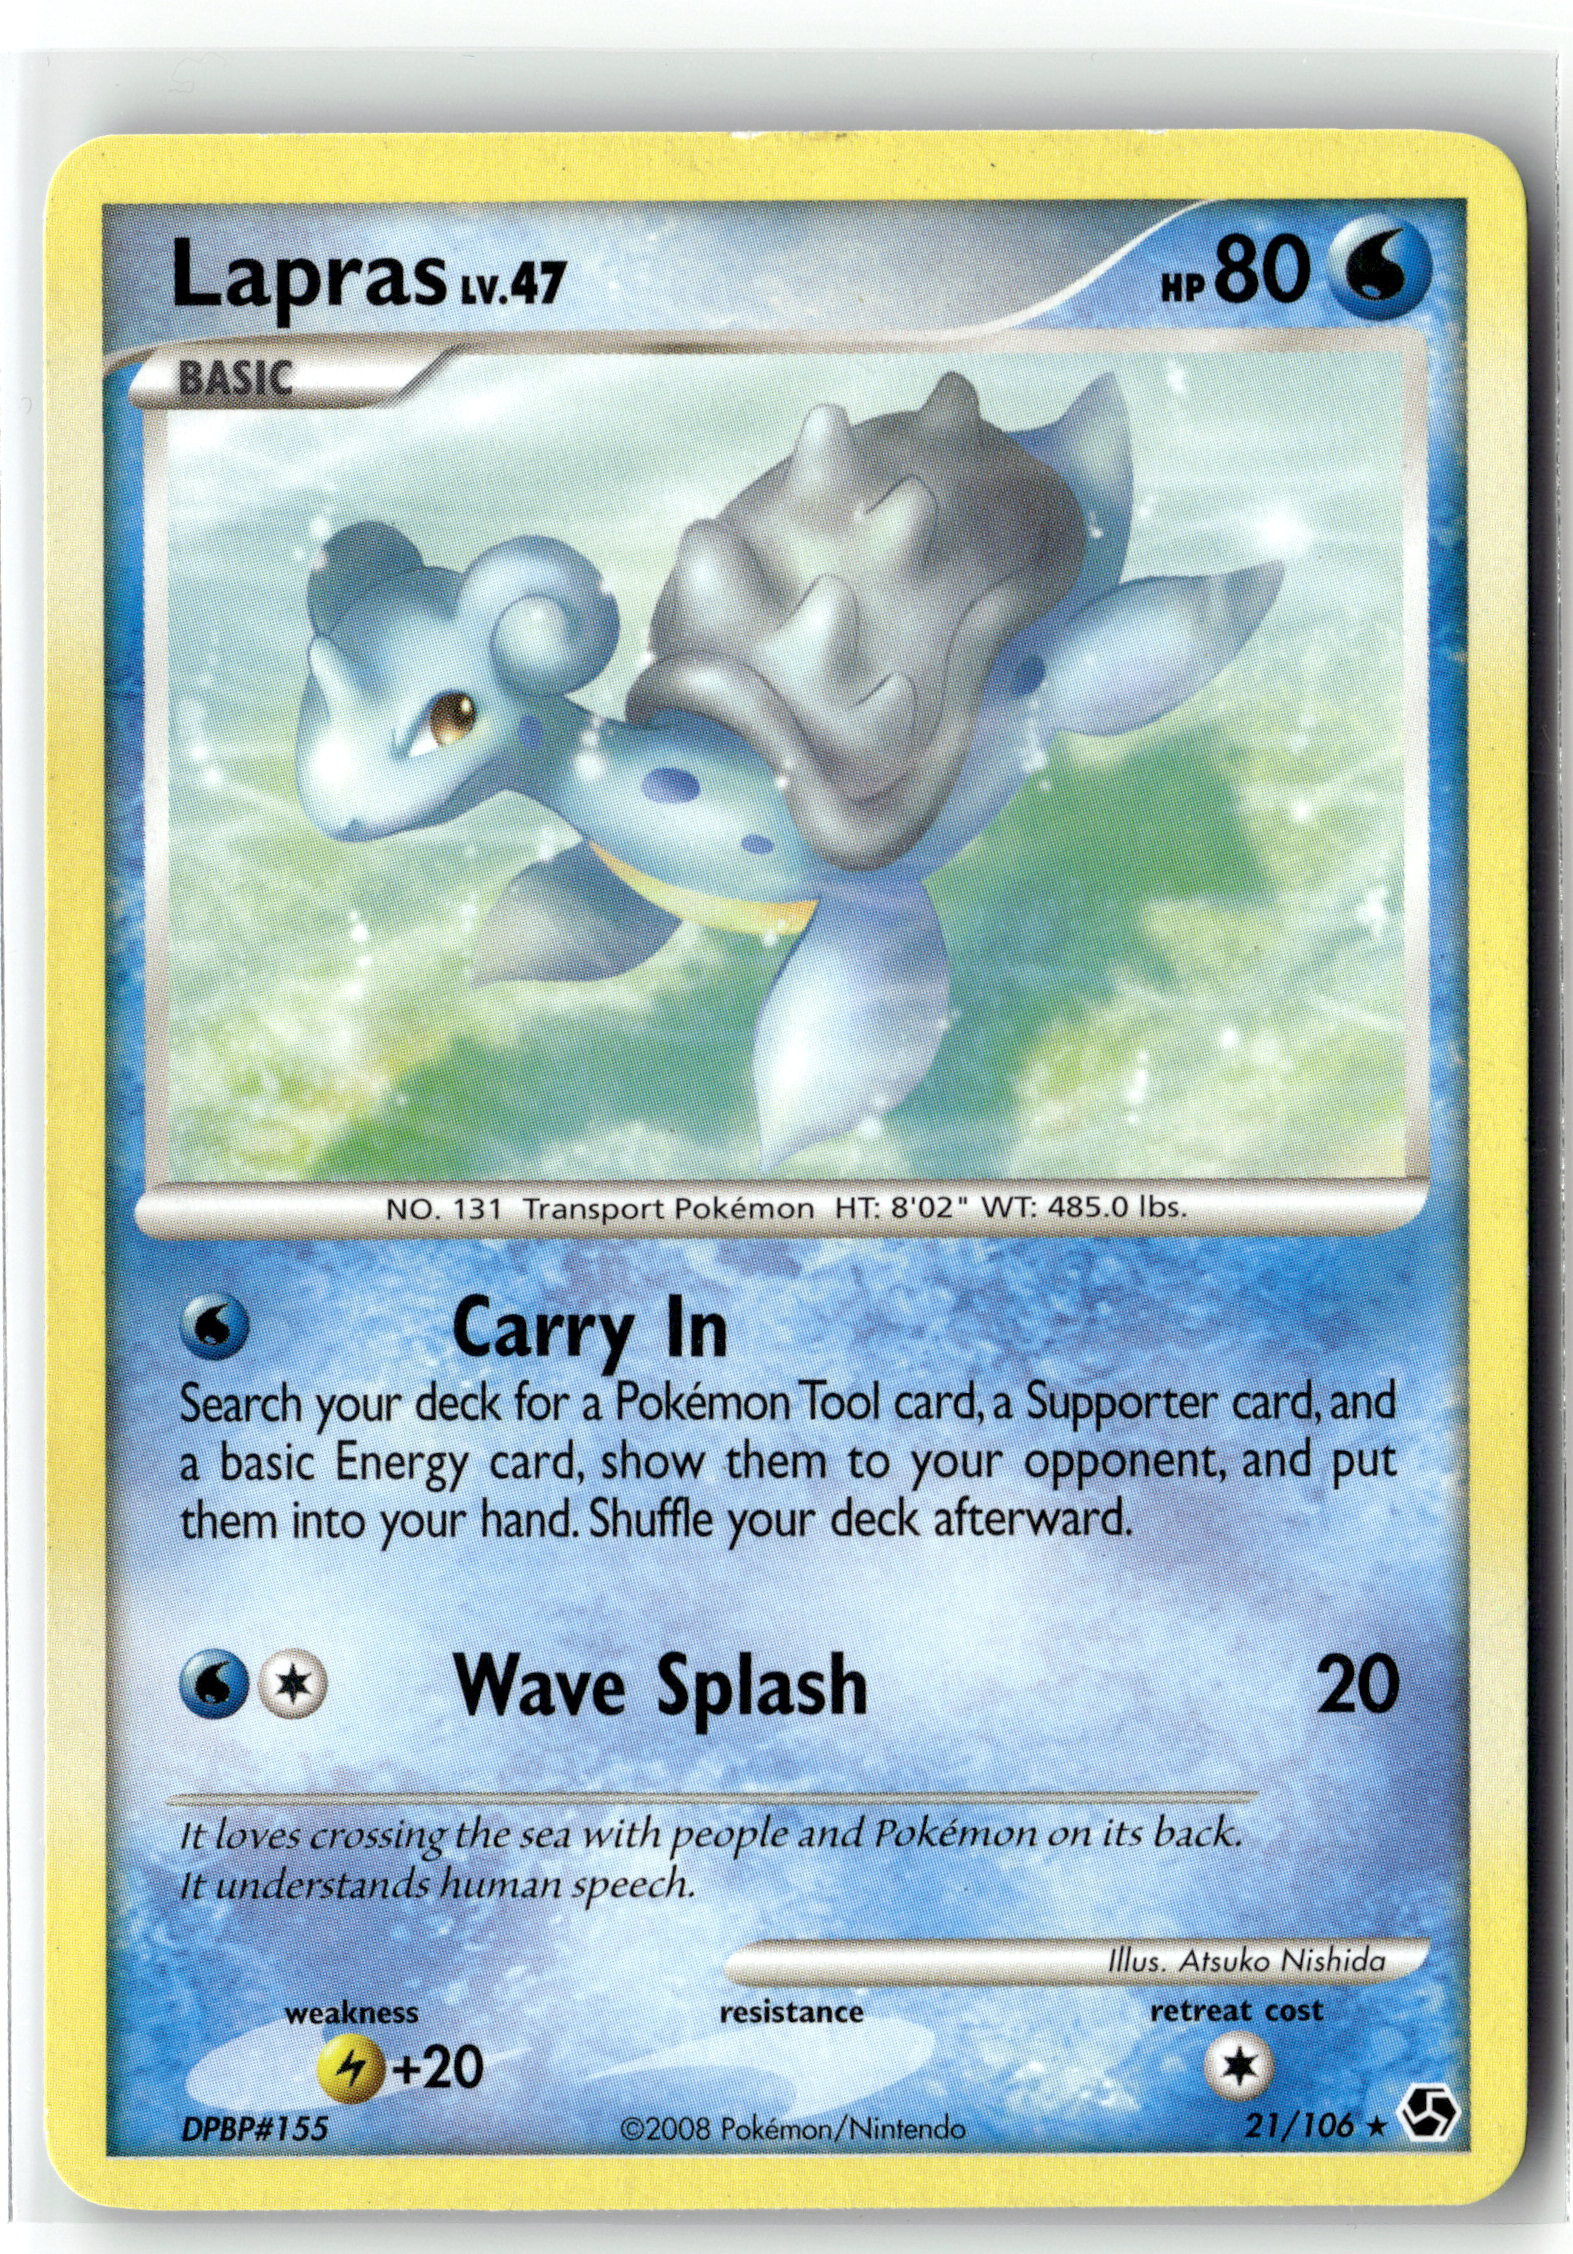 Lapras LV.47
HP 80
BASIC
NO. 131 Transport Pokémon HT: 8'02" WT: 485.0 lbs.
Carry In
Search your deck for a Pokémon Tool card, a Supporter card, and
a basic Energy card, show them to your opponent, and put
them into your hand. Shuffle your deck afterward.
Wave Splash 20
It loves crossing the sea with people and Pokémon on its back.
It understands human speech.
Illus. Atsuko Nishida
weakness resistance retreat cost
+20
DPBP#155 ©2008 Pokémon/Nintendo 21/106 ★